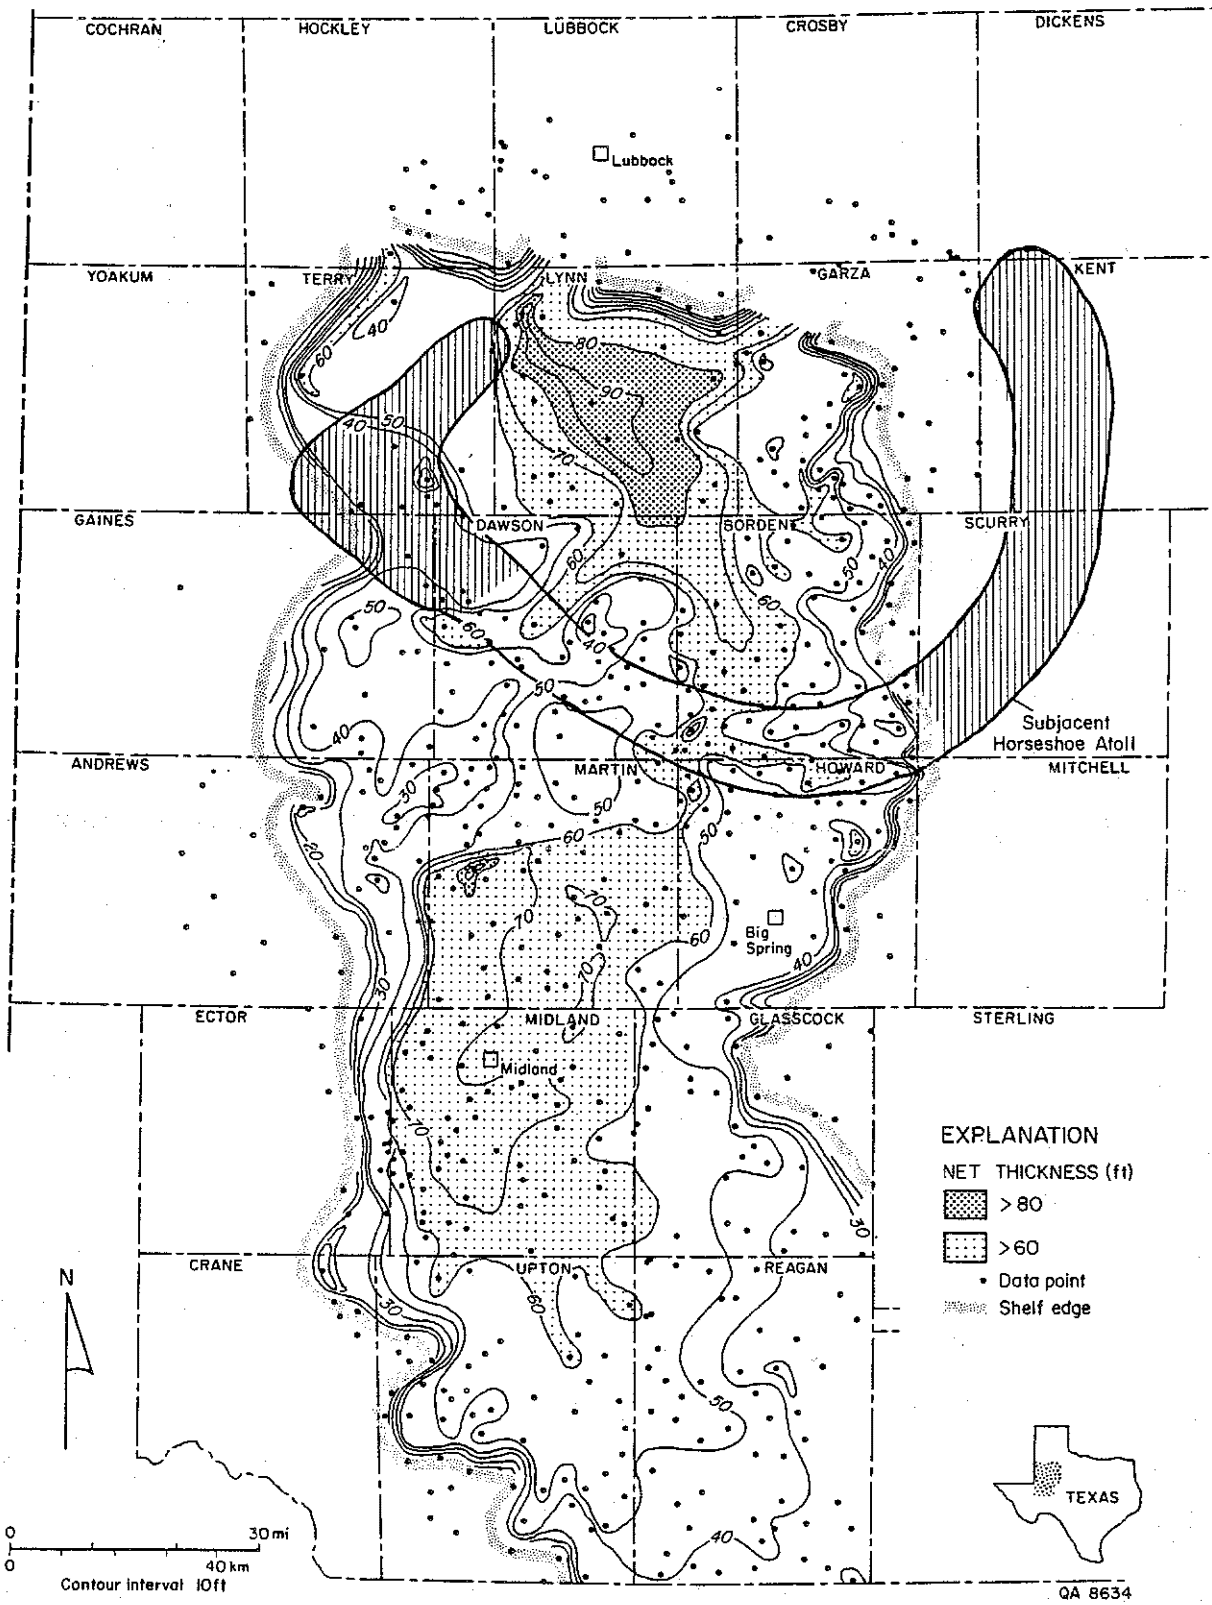 COCHRAN
HOCKLEY
LUBBOCK
CROSBY
DICKENS
Lubbock
YOAKUM
TERRY
LYNN
GARZA
KENT
40
60
80
90
50
40
70
GAINES
DAWSON
BORDEN
SCURRY
60
50
40
50
60
60
40
50
40
Subjacent
Horseshoe Atoll
ANDREWS
MARTIN
HOWARD
MITCHELL
30
50
50
60
20
70
70
60
Big
Spring
70
40
30
ECTOR
MIDLAND
GLASSCOCK
STERLING
Midland
70
30
EXPLANATION
NET THICKNESS (ft)
>80
>60
Data point
Shelf edge
CRANE
UPTON
REAGAN
N
30
60
50
40
TEXAS
0 30 mi
0 40 km
Contour interval 10ft
QA 8634